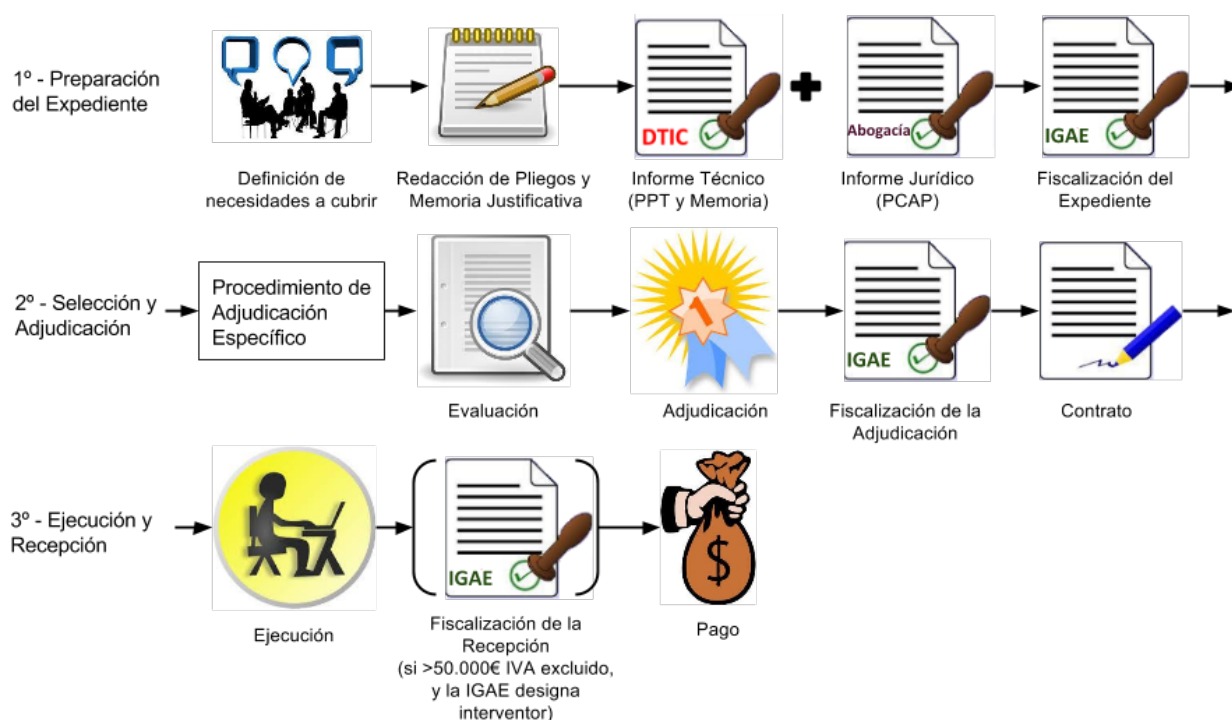 1º - Preparación
del Expediente
DTIC
Abogacía
IGAE
Definición de
necesidades a cubrir
Redacción de Pliegos y
Memoria Justificativa
Informe Técnico
(PPT y Memoria)
Informe Jurídico
(PCAP)
Fiscalización del
Expediente
2º - Selección y
Adjudicación
Procedimiento de
Adjudicación
Específico
1
IGAE
Evaluación
Adjudicación
Fiscalización de la
Adjudicación
Contrato
3º - Ejecución y
Recepción
IGAE
$
Ejecución
Fiscalización de la
Recepción
(si >50.000€ IVA excluido,
y la IGAE designa
interventor)
Pago